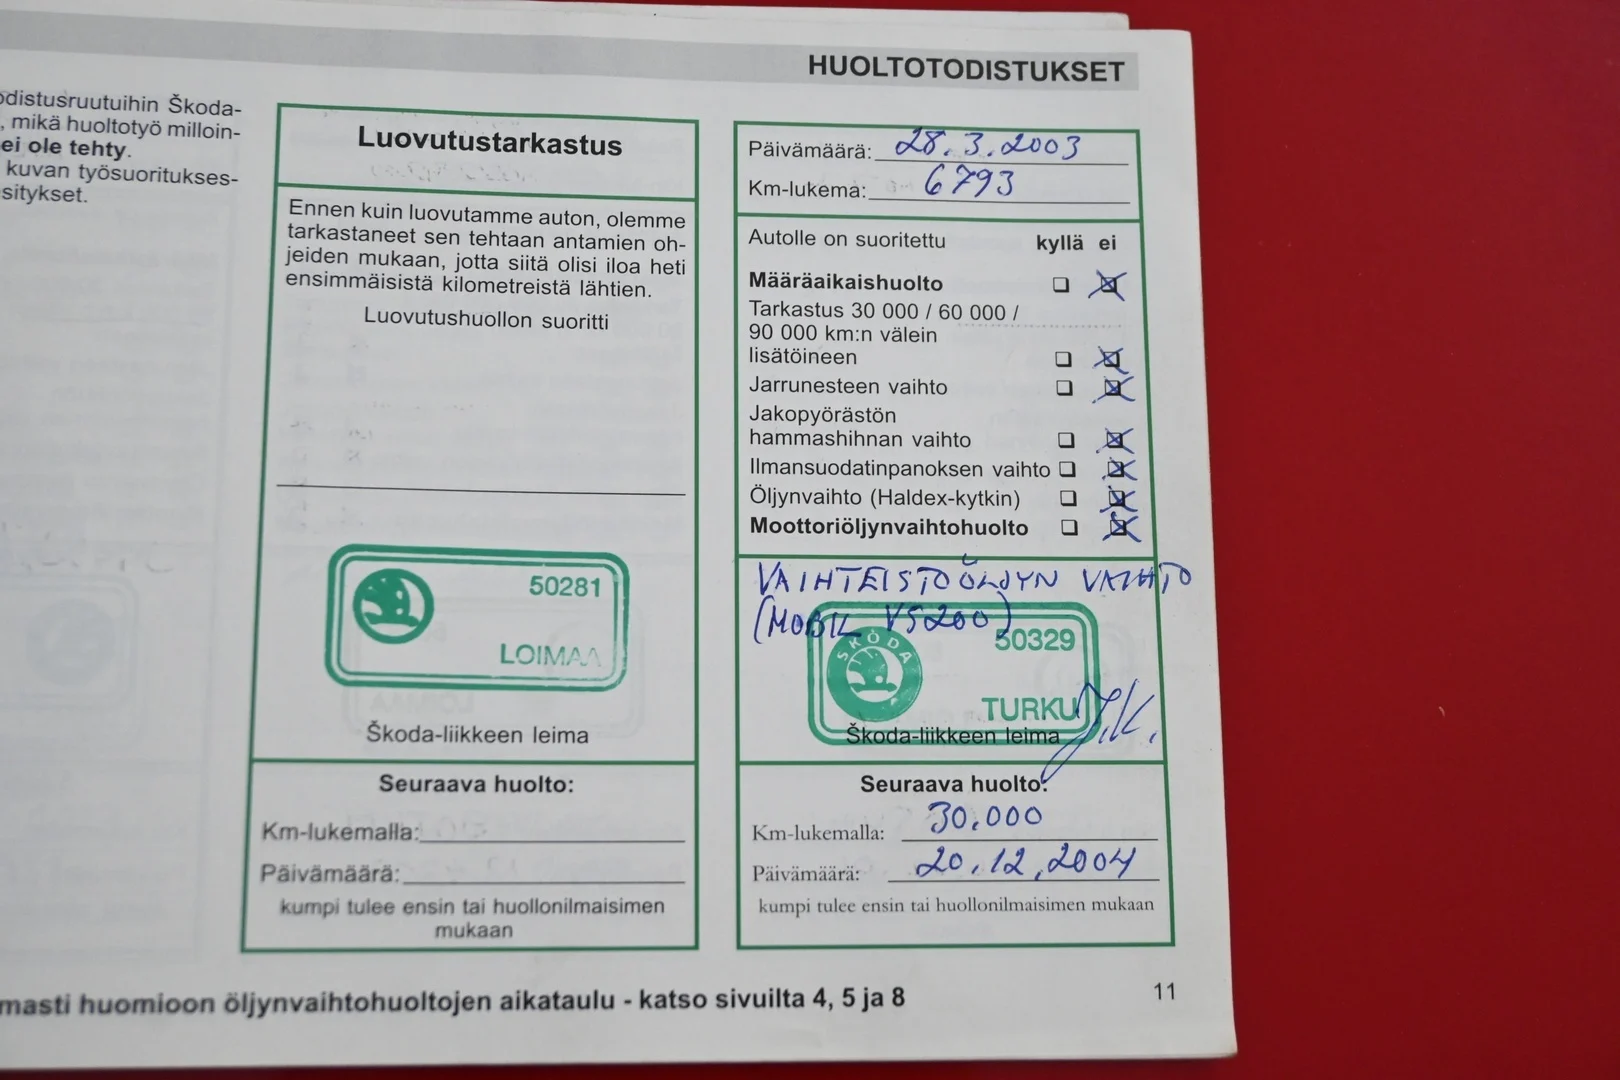 HUOLTOTODISTUKSET
odistusruutuihin Škoda-
, mikä huoltotyö milloin-
ei ole tehty.
kuvan työsuoritukses-
sitykset.
Luovutustarkastus
Ennen kuin luovutamme auton, olemme
tarkastaneet sen tehtaan antamien oh-
jeiden mukaan, jotta siitä olisi iloa heti
ensimmäisistä kilometreistä lähtien.
Luovutushuollon suoritti
50281
LOIMAA
Škoda-liikkeen leima
Seuraava huolto:
Km-lukemalla:
Päivämäärä:
kumpi tulee ensin tai huollonilmaisimen
mukaan
Päivämäärä: 28.3.2003
Km-lukema: 6793
Autolle on suoritettu kyllä ei
Määräaikaishuolto
Tarkastus 30 000 / 60 000 /
90 000 km:n välein
lisätöineen
Jarrunesteen vaihto
Jakopyörästön
hammashihnan vaihto
Ilmansuodatinpanoksen vaihto
Öljynvaihto (Haldex-kytkin)
Moottoriöljynvaihtohuolto
VAIHTEISTOÖLJYN VAIHTO
(MOBIL VS200)
ŠKODA
50329
TURKU
J.K.
Škoda-liikkeen leima
Seuraava huolto:
Km-lukemalla: 30.000
Päivämäärä: 20.12.2004
kumpi tulee ensin tai huollonilmaisimen mukaan
masti huomioon öljynvaihtohuoltojen aikataulu - katso sivuilta 4, 5 ja 8
11